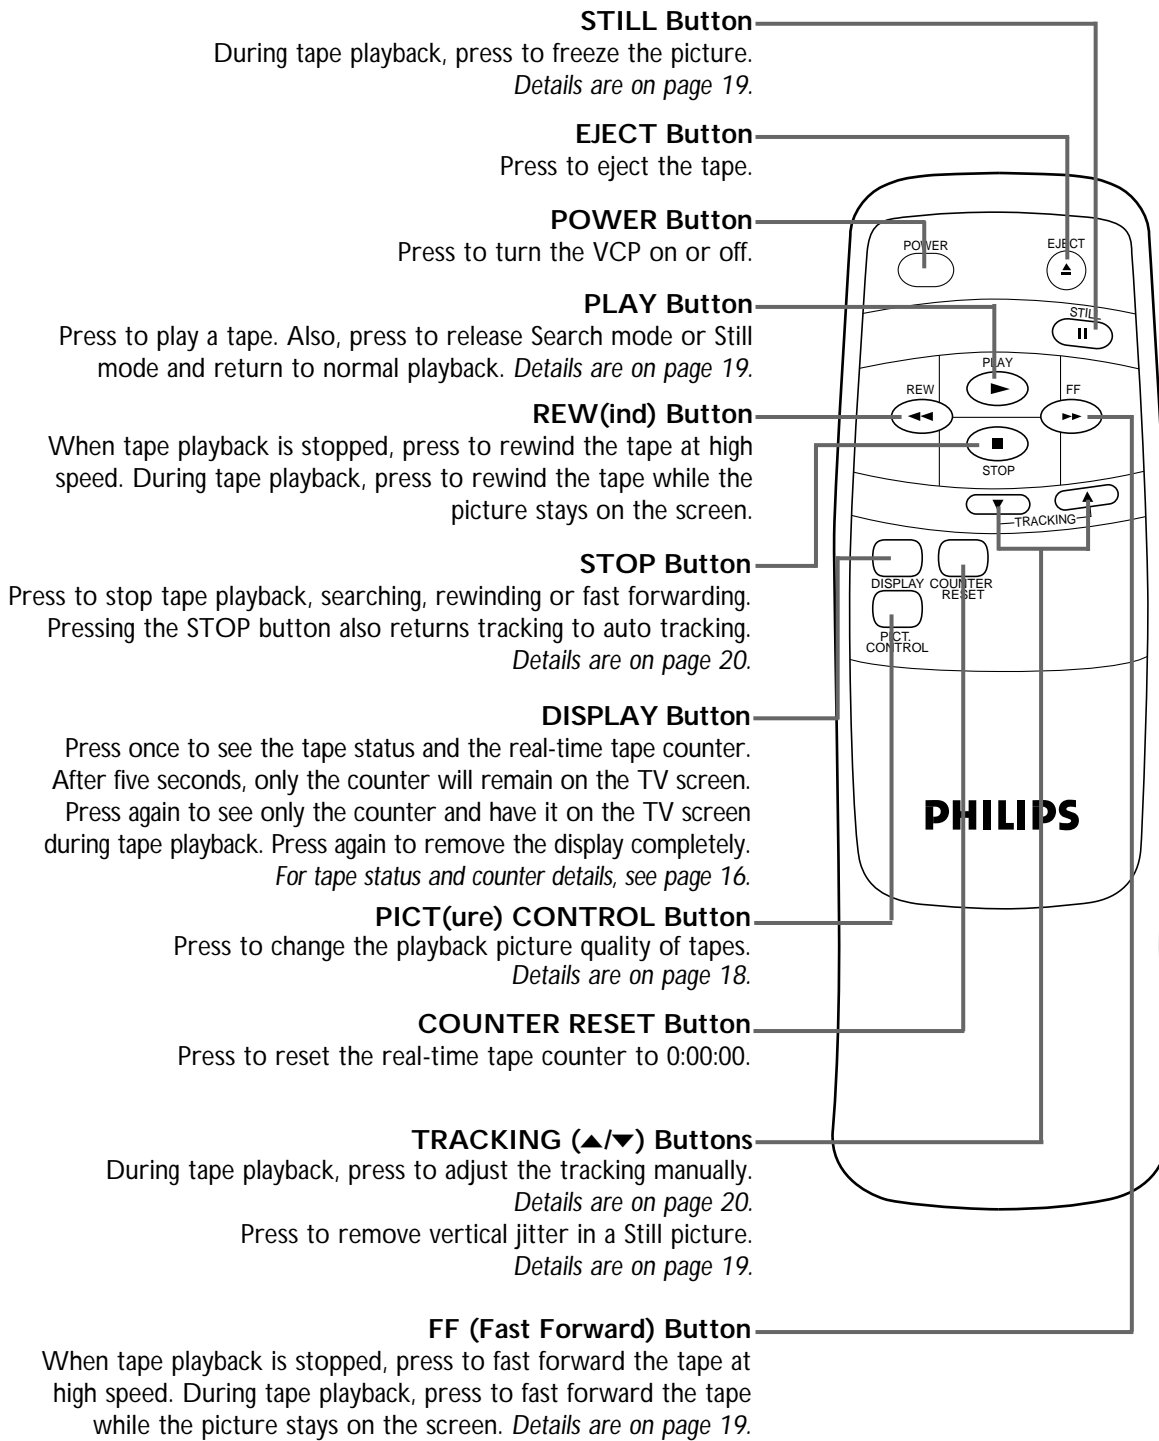 STILL Button
During tape playback, press to freeze the picture.
Details are on page 19.
EJECT Button
Press to eject the tape.
POWER Button
Press to turn the VCP on or off.
PLAY Button
Press to play a tape. Also, press to release Search mode or Still
mode and return to normal playback. Details are on page 19.
REW(ind) Button
When tape playback is stopped, press to rewind the tape at high
speed. During tape playback, press to rewind the tape while the
picture stays on the screen.
STOP Button
Press to stop tape playback, searching, rewinding or fast forwarding.
Pressing the STOP button also returns tracking to auto tracking.
Details are on page 20.
DISPLAY Button
Press once to see the tape status and the real-time tape counter.
After five seconds, only the counter will remain on the TV screen.
Press again to see only the counter and have it on the TV screen
during tape playback. Press again to remove the display completely.
For tape status and counter details, see page 16.
PICT(ure) CONTROL Button
Press to change the playback picture quality of tapes.
Details are on page 18.
COUNTER RESET Button
Press to reset the real-time tape counter to 0:00:00.
TRACKING (▲/▼) Buttons
During tape playback, press to adjust the tracking manually.
Details are on page 20.
Press to remove vertical jitter in a Still picture.
Details are on page 19.
FF (Fast Forward) Button
When tape playback is stopped, press to fast forward the tape at
high speed. During tape playback, press to fast forward the tape
while the picture stays on the screen. Details are on page 19.
POWER
EJECT
STILL
PLAY
REW
FF
STOP
TRACKING
DISPLAY
COUNTER
RESET
PICT.
CONTROL
PHILIPS